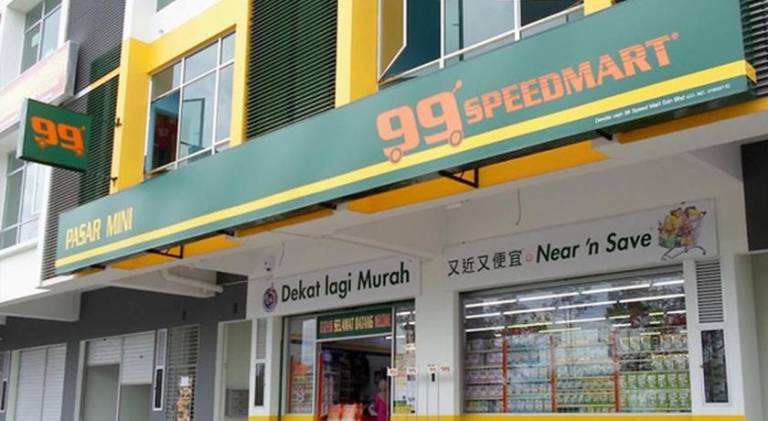 99
99 SPEEDMART
PASAR MINI
Dekat lagi Murah
又近又便宜 Near 'n Save
SELAMAT DATANG